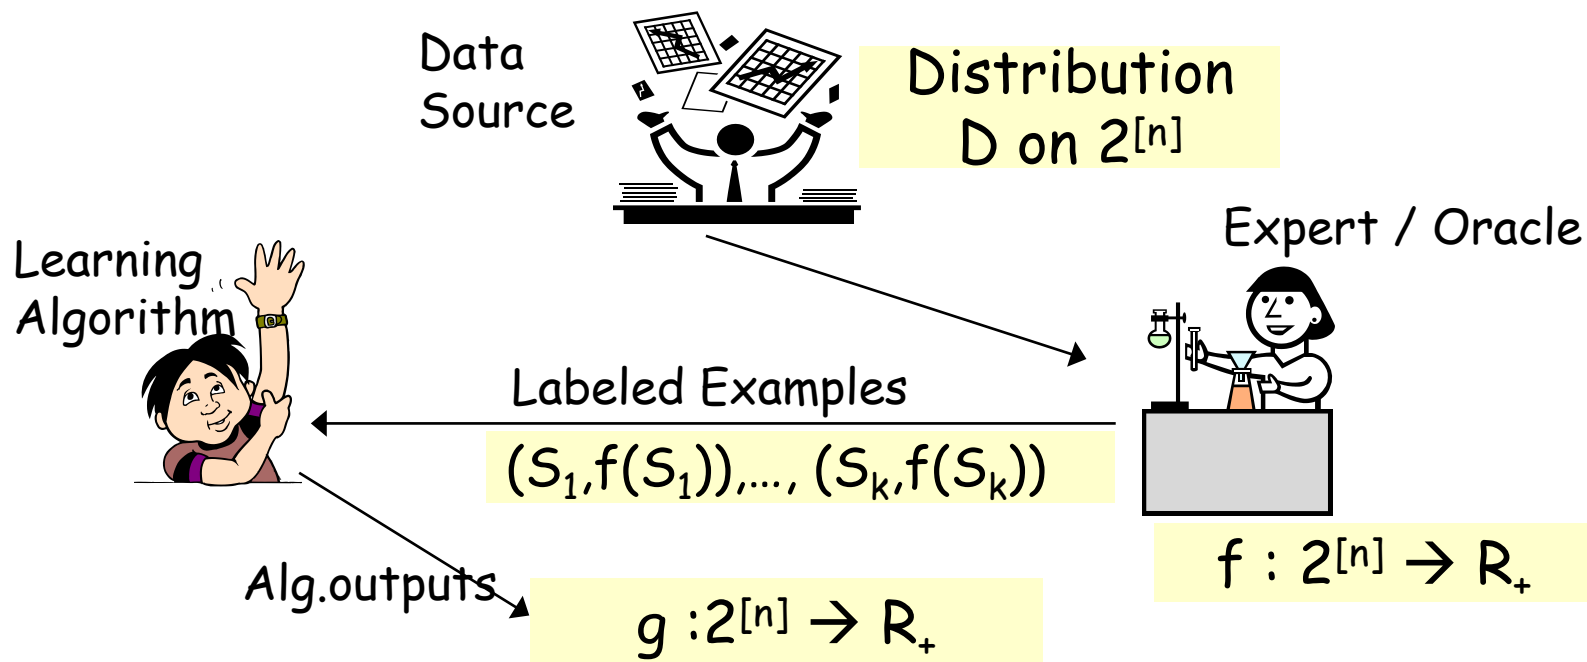 Data
Source
Distribution
D on 2^[n]
Expert / Oracle
Learning
Algorithm
Labeled Examples
(S₁,f(S₁)),..., (Sₖ,f(Sₖ))
f : 2^[n] → R₊
Alg.outputs
g :2^[n] → R₊